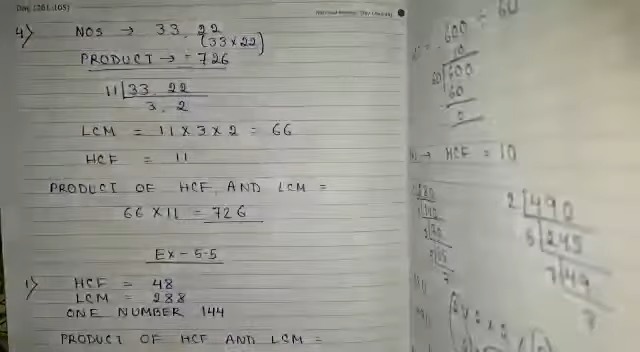 4) NOS → 33, 22
(33×22)
PRODUCT → = 726
11 | 33, 22
3, 2
LCM = 11 × 3 × 2 = 66
HCF = 11
PRODUCT OF HCF AND LCM =
66 × 11 = 726
EX - 5.5
1) HCF = 48
LCM = 288
ONE NUMBER 144
PRODUCT OF HCF AND LCM =
600 ÷ 60
10
60 | 600
60
0
→ HCF = 10
2 | 490
5 | 245
7 | 49
7